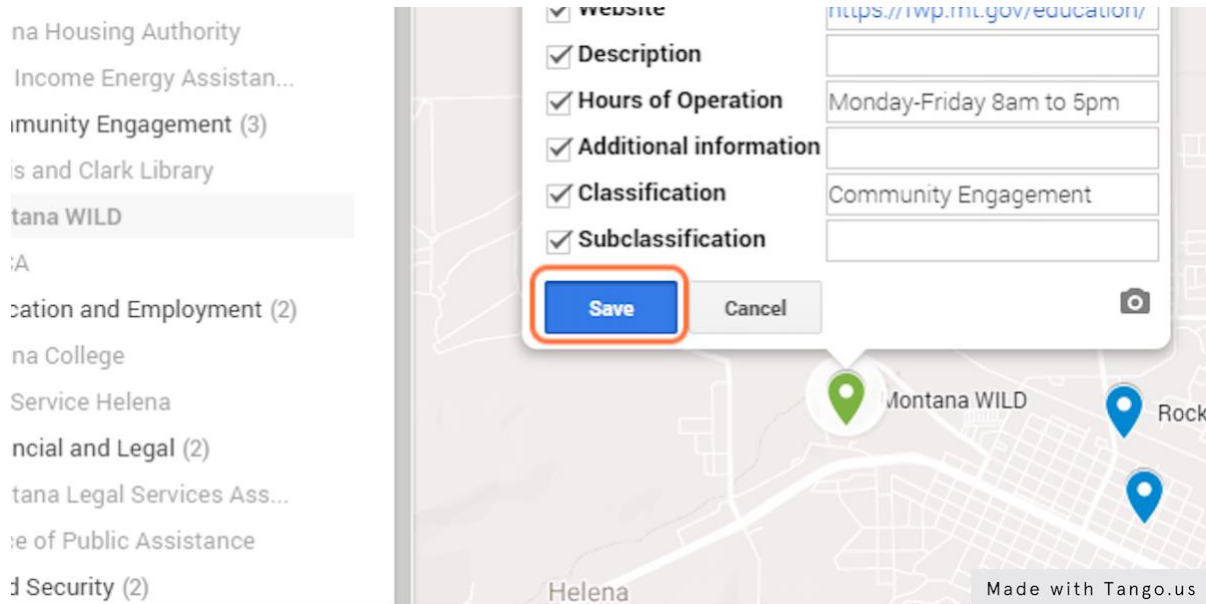 na Housing Authority
Income Energy Assistan...
munity Engagement (3)
is and Clark Library
tana WILD
CA
cation and Employment (2)
na College
Service Helena
ncial and Legal (2)
tana Legal Services Ass...
ce of Public Assistance
d Security (2)
Website https://fwp.mt.gov/education/
Description
Hours of Operation Monday-Friday 8am to 5pm
Additional information
Classification Community Engagement
Subclassification
Save Cancel
Montana WILD
Rock
Helena
Made with Tango.us